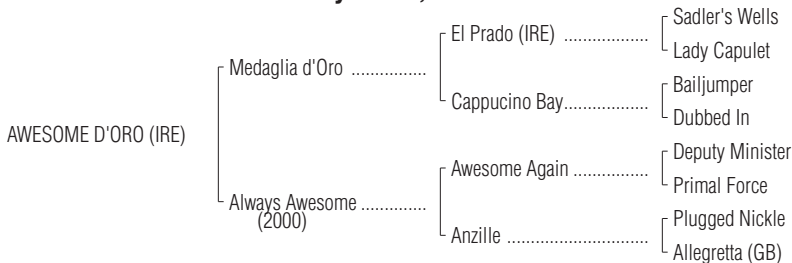 Sadler's Wells
El Prado (IRE) ..................
Lady Capulet
Medaglia d'Oro ................
Bailjumper
Cappucino Bay..................
Dubbed In
AWESOME D'ORO (IRE)
Deputy Minister
Awesome Again ................
Primal Force
Always Awesome ..............
(2000)
Plugged Nickle
Anzille ..............................
Allegretta (GB)